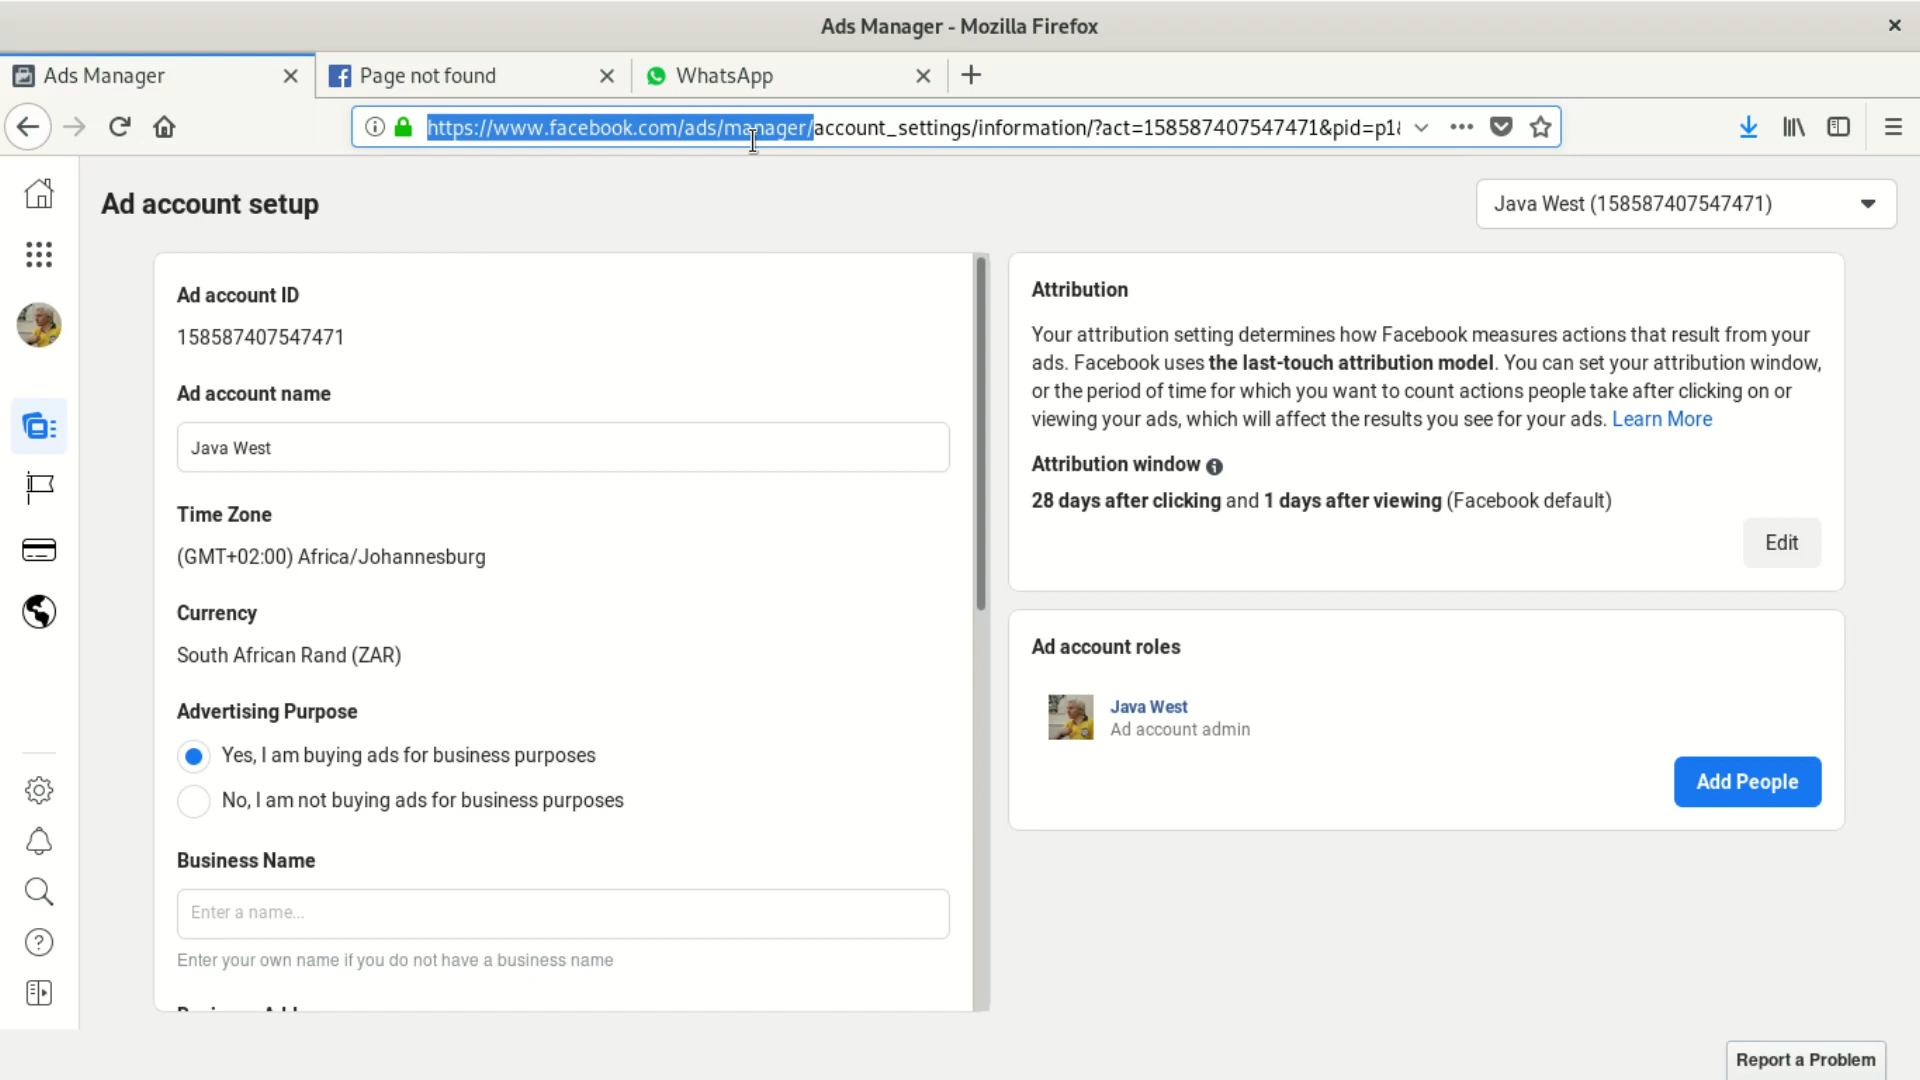 Ads Manager - Mozilla Firefox
Ads Manager
Page not found
WhatsApp
https://www.facebook.com/ads/manager/account_settings/information/?act=158587407547471&pid=p1
Ad account setup
Java West (158587407547471)
Ad account ID
158587407547471
Ad account name
Java West
Time Zone
(GMT+02:00) Africa/Johannesburg
Currency
South African Rand (ZAR)
Advertising Purpose
Yes, I am buying ads for business purposes
No, I am not buying ads for business purposes
Business Name
Enter a name...
Enter your own name if you do not have a business name
Attribution
Your attribution setting determines how Facebook measures actions that result from your
ads. Facebook uses the last-touch attribution model. You can set your attribution window,
or the period of time for which you want to count actions people take after clicking on or
viewing your ads, which will affect the results you see for your ads. Learn More
Attribution window
28 days after clicking and 1 days after viewing (Facebook default)
Edit
Ad account roles
Java West
Ad account admin
Add People
Report a Problem